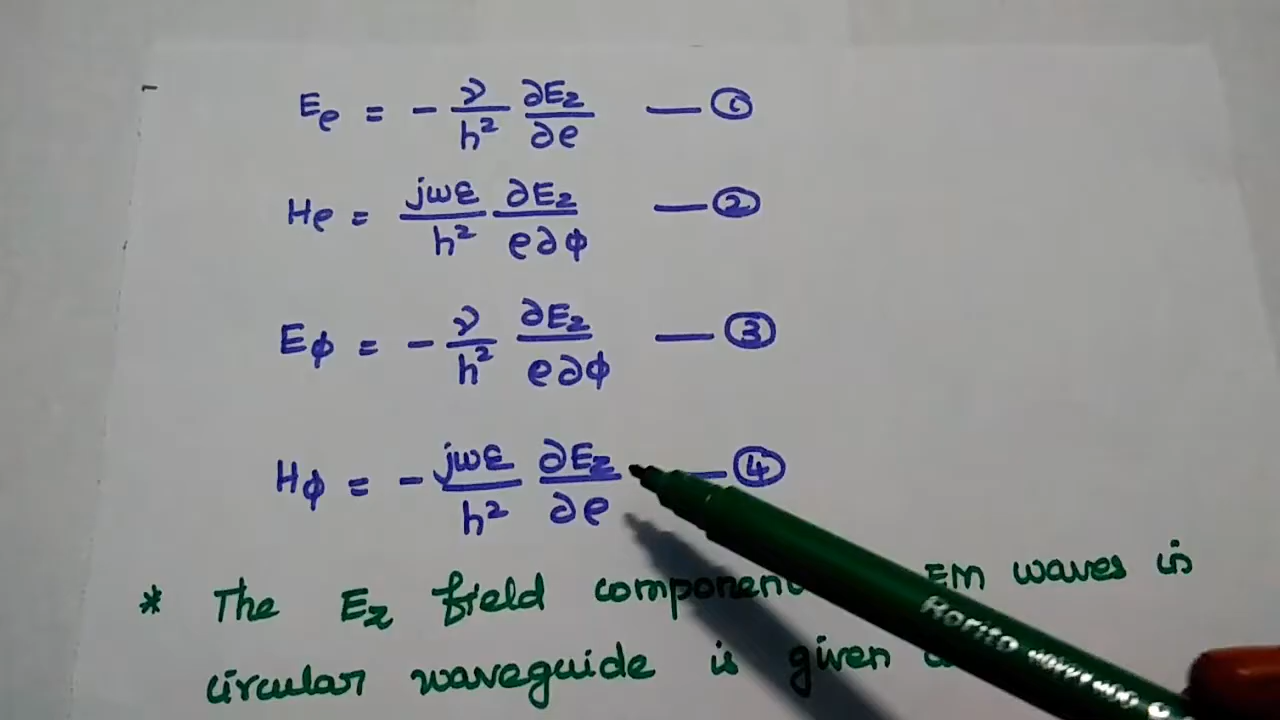 Eρ = - ν/h² ∂Ez/∂ρ — ①
Hρ = jωε/h² ∂Ez/ρ∂ϕ — ②
Eϕ = - ν/h² ∂Ez/ρ∂ϕ — ③
Hϕ = - jωε/h² ∂Ez/∂ρ — ④
* The Ez field component EM waves in
circular waveguide is given
Rorito